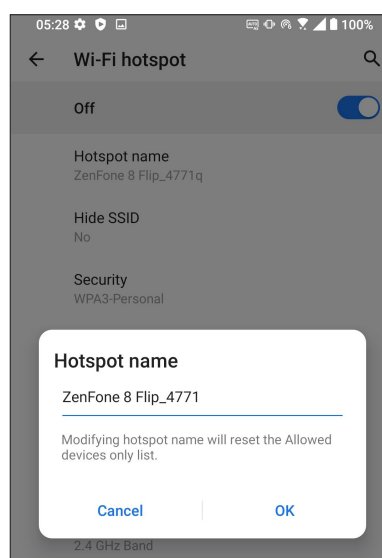 05:28 100%
Wi-Fi hotspot
Off
Hotspot name
ZenFone 8 Flip_4771q
Hide SSID
No
Security
WPA3-Personal
Hotspot name
ZenFone 8 Flip_4771
Modifying hotspot name will reset the Allowed
devices only list.
Cancel OK
2.4 GHz Band